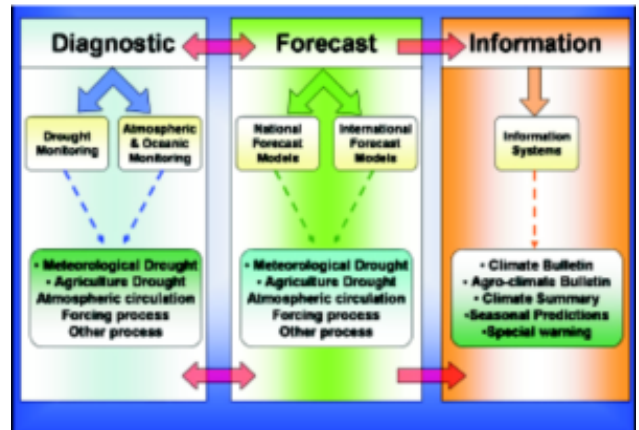 Diagnostic
Forecast
Information
Drought
Monitoring
Atmospheric
& Oceanic
Monitoring
National
Forecast
Models
International
Forecast
Models
Information
Systems
• Meteorological Drought
• Agriculture Drought
Atmospheric circulation
Forcing process
Other process
• Meteorological Drought
• Agriculture Drought
Atmospheric circulation
Forcing process
Other process
• Climate Bulletin
• Agro-climate Bulletin
• Climate Summary
•Seasonal Predictions
•Special warning